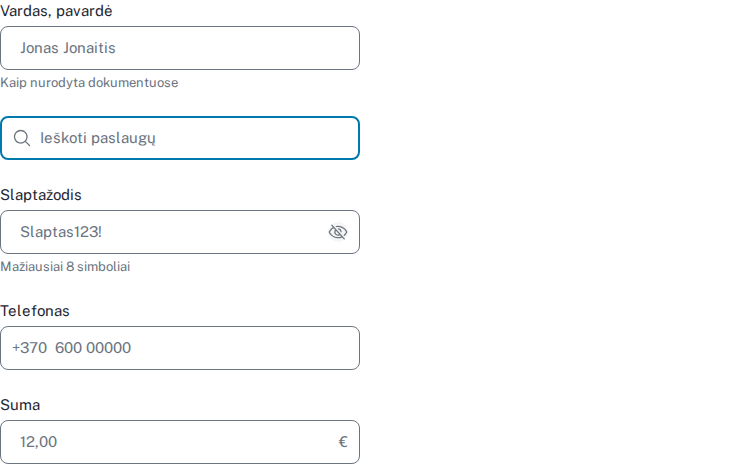 Vardas, pavardė
Jonas Jonaitis
Kaip nurodyta dokumentuose
Ieškoti paslaugų
Slaptažodis
Slaptas123!
Mažiausiai 8 simboliai
Telefonas
+370 600 00000
Suma
12,00 €